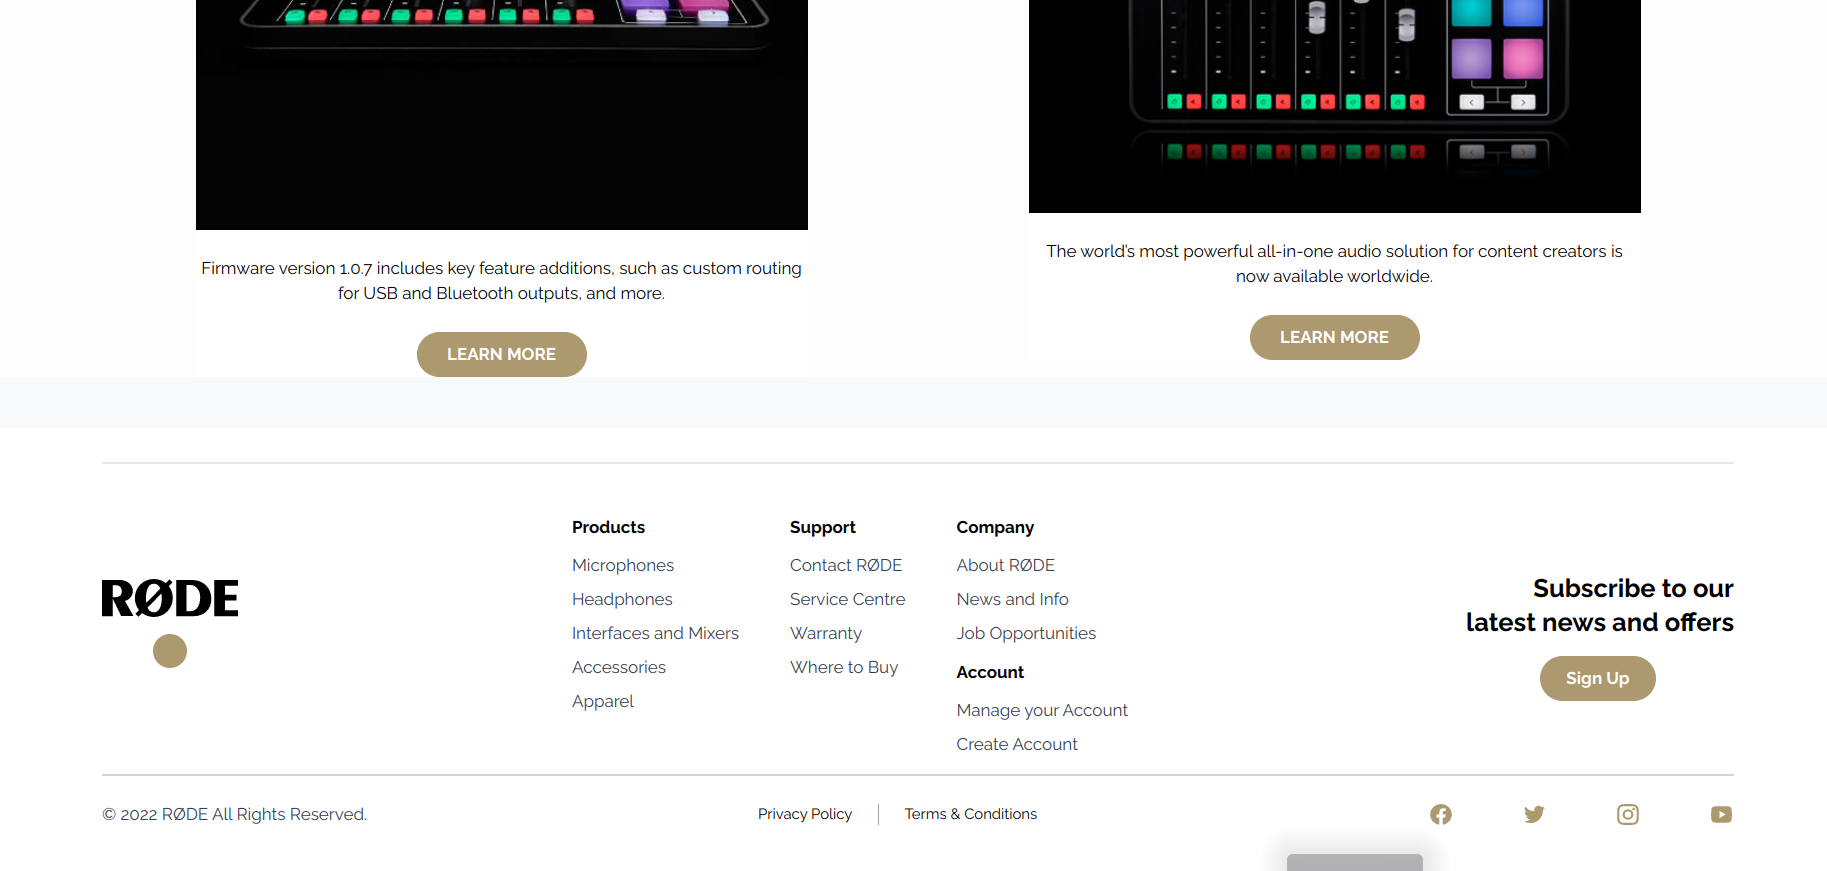 Firmware version 1.0.7 includes key feature additions, such as custom routing
for USB and Bluetooth outputs, and more.
LEARN MORE
The world's most powerful all-in-one audio solution for content creators is
now available worldwide.
LEARN MORE
RØDE
Products
Microphones
Headphones
Interfaces and Mixers
Accessories
Apparel
Support
Contact RØDE
Service Centre
Warranty
Where to Buy
Company
About RØDE
News and Info
Job Opportunities
Account
Manage your Account
Create Account
Subscribe to our
latest news and offers
Sign Up
© 2022 RØDE All Rights Reserved.
Privacy Policy
Terms & Conditions